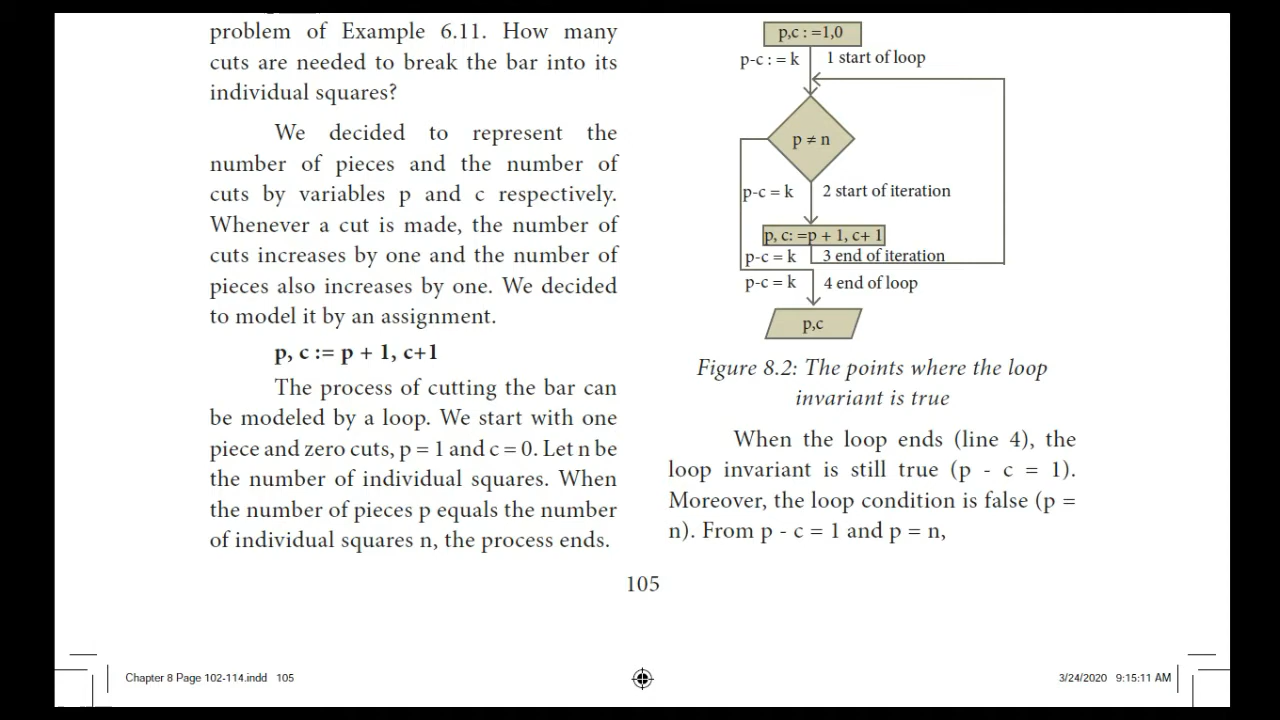 problem of Example 6.11. How many
cuts are needed to break the bar into its
individual squares?
We decided to represent the
number of pieces and the number of
cuts by variables p and c respectively.
Whenever a cut is made, the number of
cuts increases by one and the number of
pieces also increases by one. We decided
to model it by an assignment.
p, c := p + 1, c+1
The process of cutting the bar can
be modeled by a loop. We start with one
piece and zero cuts, p = 1 and c = 0. Let n be
the number of individual squares. When
the number of pieces p equals the number
of individual squares n, the process ends.
p,c : =1,0
p-c : = k
1 start of loop
p ≠ n
p-c = k
2 start of iteration
p, c: =p + 1, c+ 1
p-c = k
3 end of iteration
p-c = k
4 end of loop
p,c
Figure 8.2: The points where the loop
invariant is true
When the loop ends (line 4), the
loop invariant is still true (p - c = 1).
Moreover, the loop condition is false (p =
n). From p - c = 1 and p = n,
105
Chapter 8 Page 102-114.indd 105
3/24/2020 9:15:11 AM